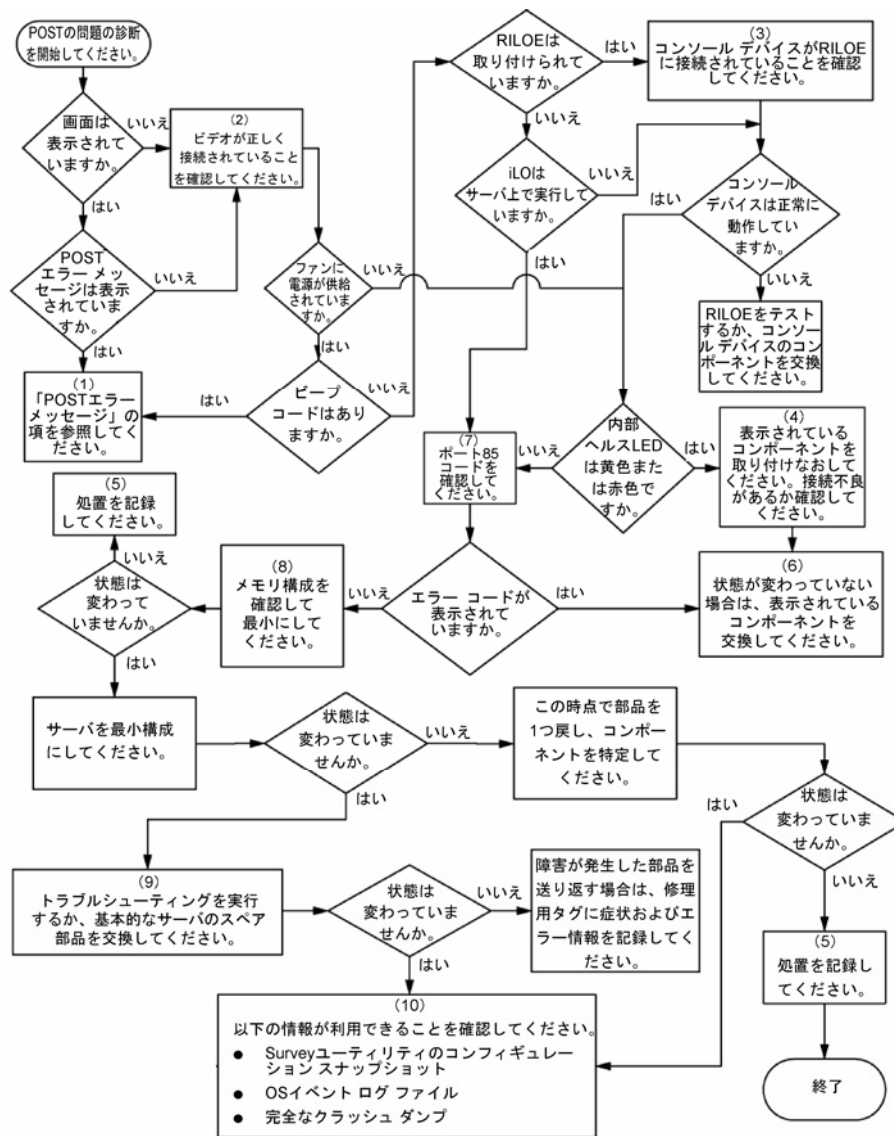 POSTの問題の診断
を開始してください。
画面は
表示されて
いますか。
いいえ
はい
(2)
ビデオが正しく
接続されていること
を確認してください。
POST
エラー メッ
セージは表示
されています
か。
いいえ
はい
(1)
「POSTエラー
メッセージ」の
項を参照してく
ださい。
ファンに
電源が供給
されていま
すか。
いいえ
はい
ビープ
コードはあり
ますか。
はい
いいえ
RILOEは
取り付けられて
いますか。
はい
いいえ
(3)
コンソール デバイスがRILOE
に接続されていることを確認
してください。
iLOは
サーバ上で実行して
いますか。
いいえ
はい
コンソール
デバイスは正常に
動作してい
ますか。
はい
いいえ
RILOEをテスト
するか、コンソー
ル デバイスのコン
ポーネントを交換
してください。
内部
ヘルスLED
は黄色また
は赤色で
すか。
いいえ
はい
(4)
表示されている
コンポーネントを
取り付けなおして
ください。接続不良
があるか確認し
てください。
(7)
ポート85
コードを
確認して
ください。
(6)
状態が変わっていない
場合は、表示されている
コンポーネントを
交換してください。
エラー コードが
表示されて
いますか。
はい
いいえ
(8)
メモリ構成を
確認して
最小にして
ください。
(5)
処置を記録
してください。
状態は
変わって
いませんか。
いいえ
はい
サーバを最小構成
にしてください。
状態は
変わっていま
せんか。
いいえ
はい
この時点で部品を
1つ戻し、コンポー
ネントを特定して
ください。
状態は
変わっていま
せんか。
はい
いいえ
(5)
処置を記録し
てください。
終了
(9)
トラブルシューティングを実行
するか、基本的なサーバのスペア
部品を交換してください。
状態は
変わっていま
せんか。
いいえ
はい
障害が発生した部品を
送り返す場合は、修理
用タグに症状およびエ
ラー情報を記録してく
ださい。
(10)
以下の情報が利用できることを確認してください。
● Surveyユーティリティのコンフィギュレー
ション スナップショット
● OSイベント ログ ファイル
● 完全なクラッシュ ダンプ